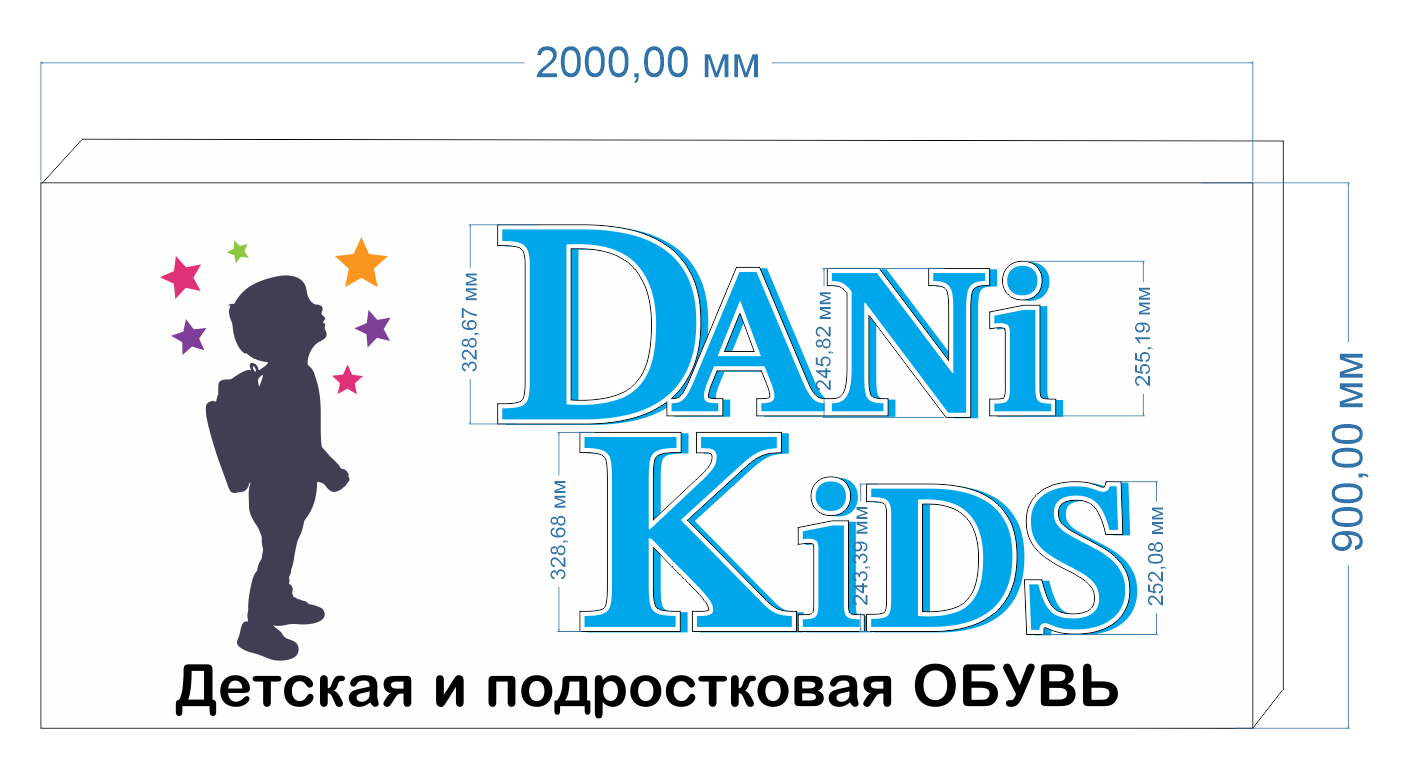 2000,00 мм
DANi
328,67 мм
245,82 мм
255,19 мм
900,00 мм
KiDS
328,68 мм
243,39 мм
252,08 мм
Детская и подростковая ОБУВЬ